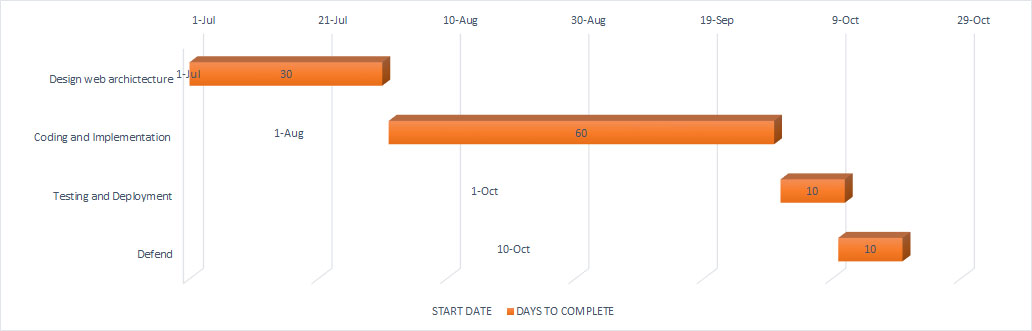 1-Jul 21-Jul 10-Aug 30-Aug 19-Sep 9-Oct 29-Oct
Design web archictecture 1-Jul 30
Coding and Implementation 1-Aug 60
Testing and Deployment 1-Oct 10
Defend 10-Oct 10
START DATE DAYS TO COMPLETE